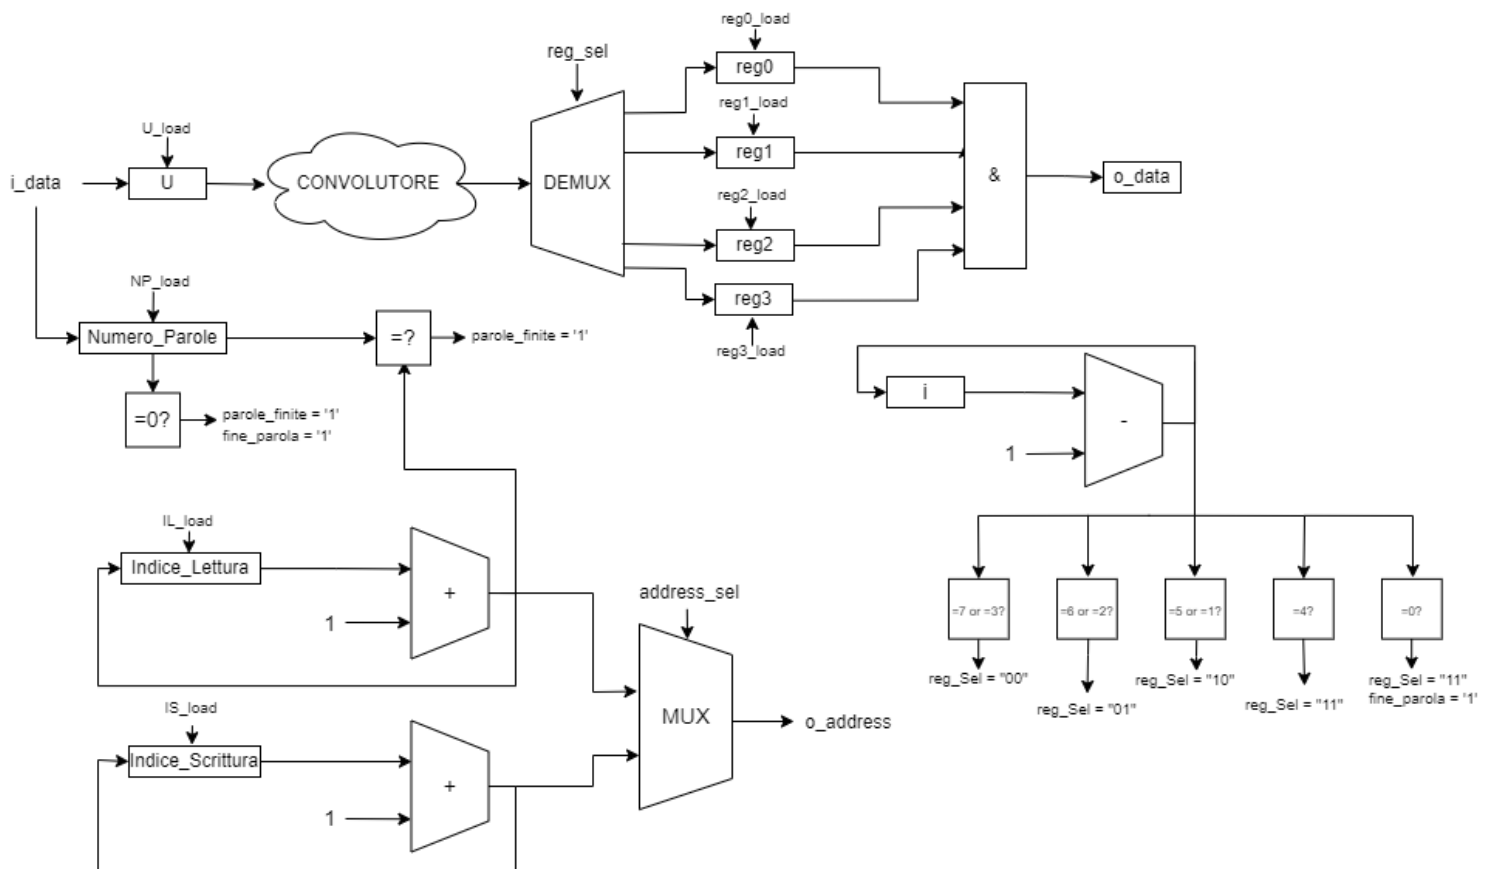 reg0_load
reg_sel
reg0
reg1_load
U_load
reg1
i_data
U
CONVOLUTORE
DEMUX
&
o_data
reg2_load
reg2
NP_load
reg3
Numero_Parole
=?
parole_finite = '1'
reg3_load
=0?
parole_finite = '1'
fine_parola = '1'
i
-
1
IL_load
Indice_Lettura
+
1
address_sel
=7 or =3?
=6 or =2?
=5 or =1?
=4?
=0?
reg_Sel = "00"
reg_Sel = "01"
reg_Sel = "10"
reg_Sel = "11"
reg_Sel = "11"
fine_parola = '1'
IS_load
MUX
o_address
Indice_Scrittura
+
1